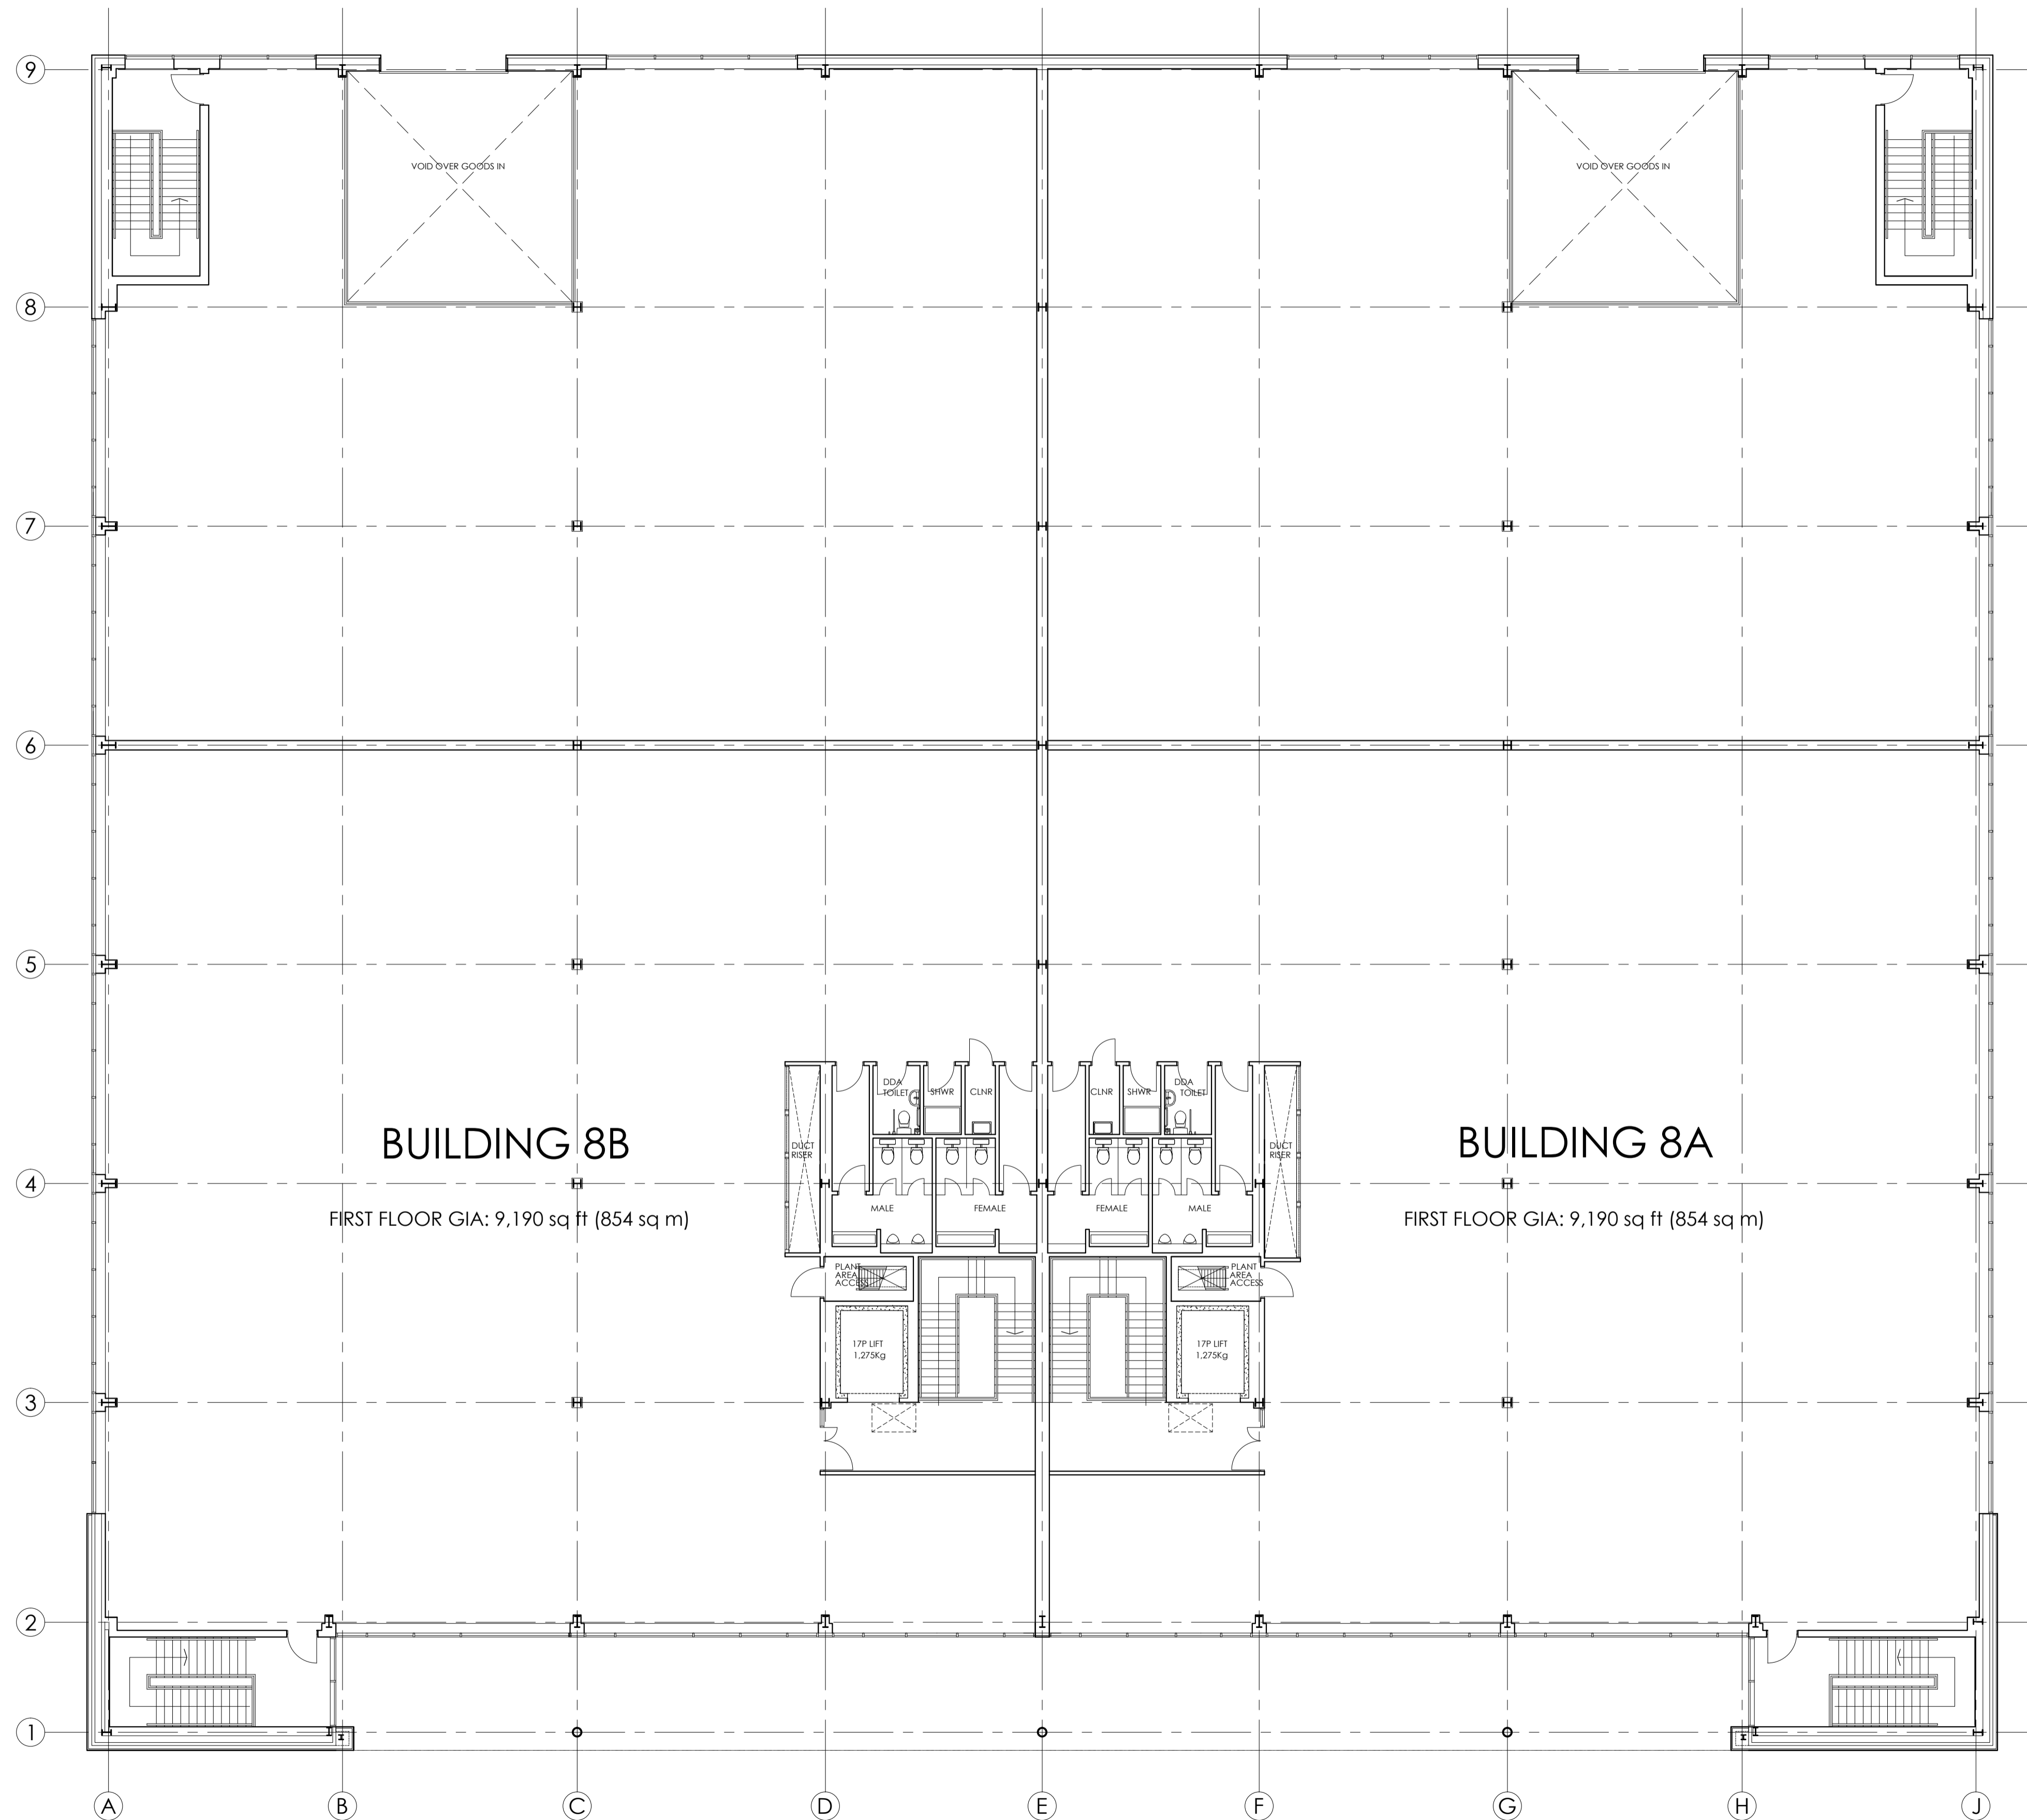 9
VOID OVER GOODS IN
VOID OVER GOODS IN
8
7
6
5
DDA
TOILET
SHWR
CLNR
CLNR
SHWR
DDA
TOILET
BUILDING 8B
DUCT
RISER
DUCT
RISER
BUILDING 8A
4
MALE
FEMALE
FEMALE
MALE
FIRST FLOOR GIA: 9,190 sq ft (854 sq m)
FIRST FLOOR GIA: 9,190 sq ft (854 sq m)
PLANT
AREA
ACCESS
PLANT
AREA
ACCESS
17P LIFT
1,275Kg
17P LIFT
1,275Kg
3
2
1
A B C D E F G H J